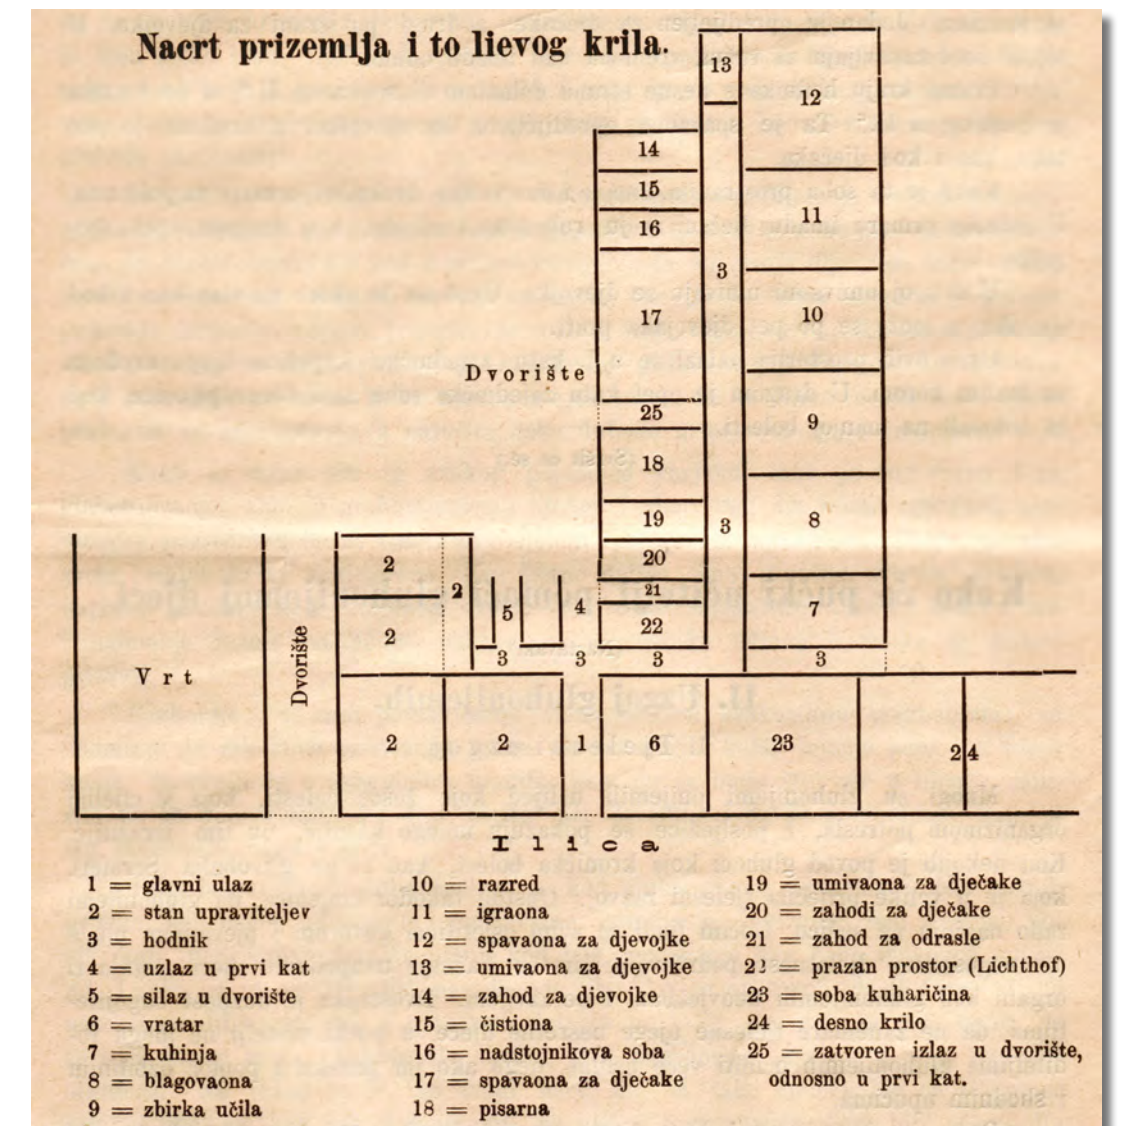 Nacrt prizemlja i to lievog krila.
13
12
14
15
16
11
3
17
10
Dvorište
25
9
18
19
3
8
20
2
2
21
5
4
7
22
2
3
3
3
3
Vrt
Dvorište
2
2
1
6
23
24
Ilica
1 = glavni ulaz
2 = stan upraviteljev
3 = hodnik
4 = uzlaz u prvi kat
5 = silaz u dvorište
6 = vratar
7 = kuhinja
8 = blagovaona
9 = zbirka učila
10 = razred
11 = igraona
12 = spavaona za djevojke
13 = umivaona za djevojke
14 = zahod za djevojke
15 = čistiona
16 = nadstojnikova soba
17 = spavaona za dječake
18 = pisarna
19 = umivaona za dječake
20 = zahodi za dječake
21 = zahod za odrasle
22 = prazan prostor (Lichthof)
23 = soba kuharičina
24 = desno krilo
25 = zatvoren izlaz u dvorište,
odnosno u prvi kat.